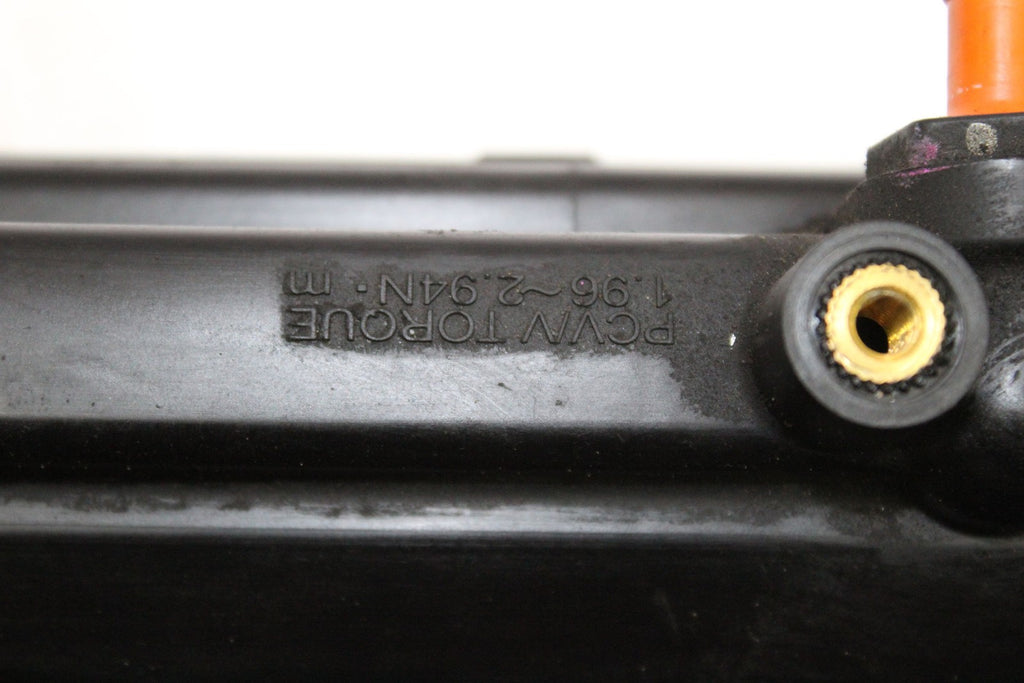 PCV/V TORQUE
1.96~2.94N·m